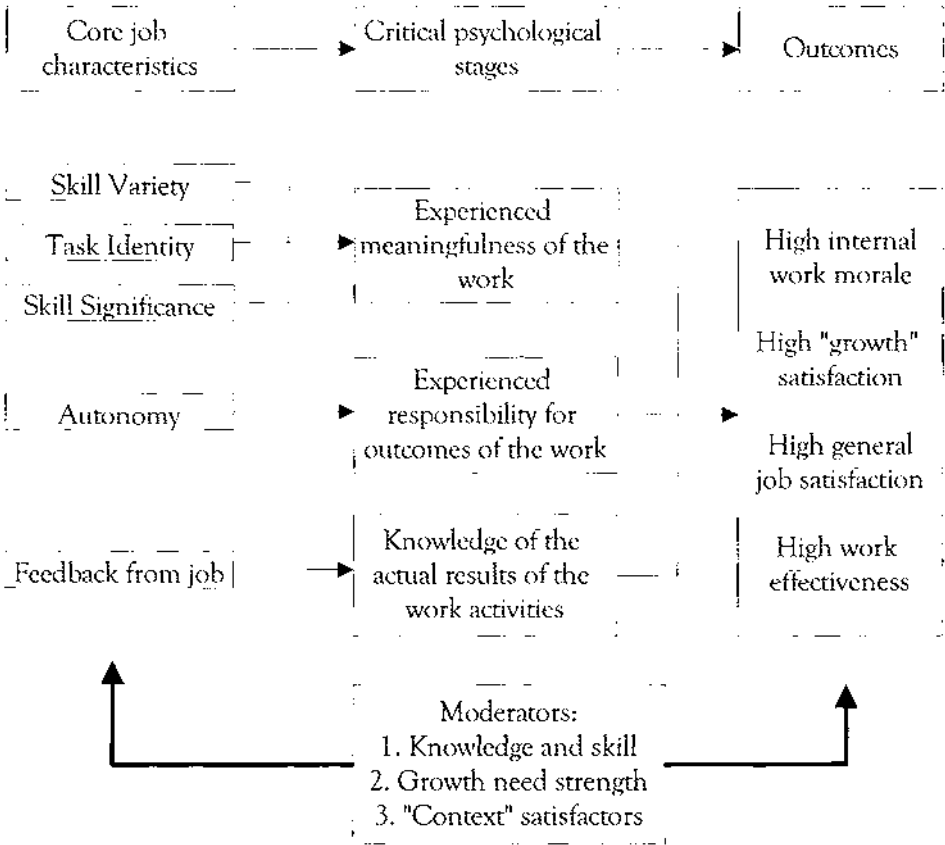 Core job
characteristics
Critical psychological
stages
Outcomes
Skill Variety
Task Identity
Skill Significance
Experienced
meaningfulness of the
work
Autonomy
Experienced
responsibility for
outcomes of the work
Feedback from job
Knowledge of the
actual results of the
work activities
High internal
work morale
High "growth"
satisfaction
High general
job satisfaction
High work
effectiveness
Moderators:
1. Knowledge and skill
2. Growth need strength
3. "Context" satisfactors